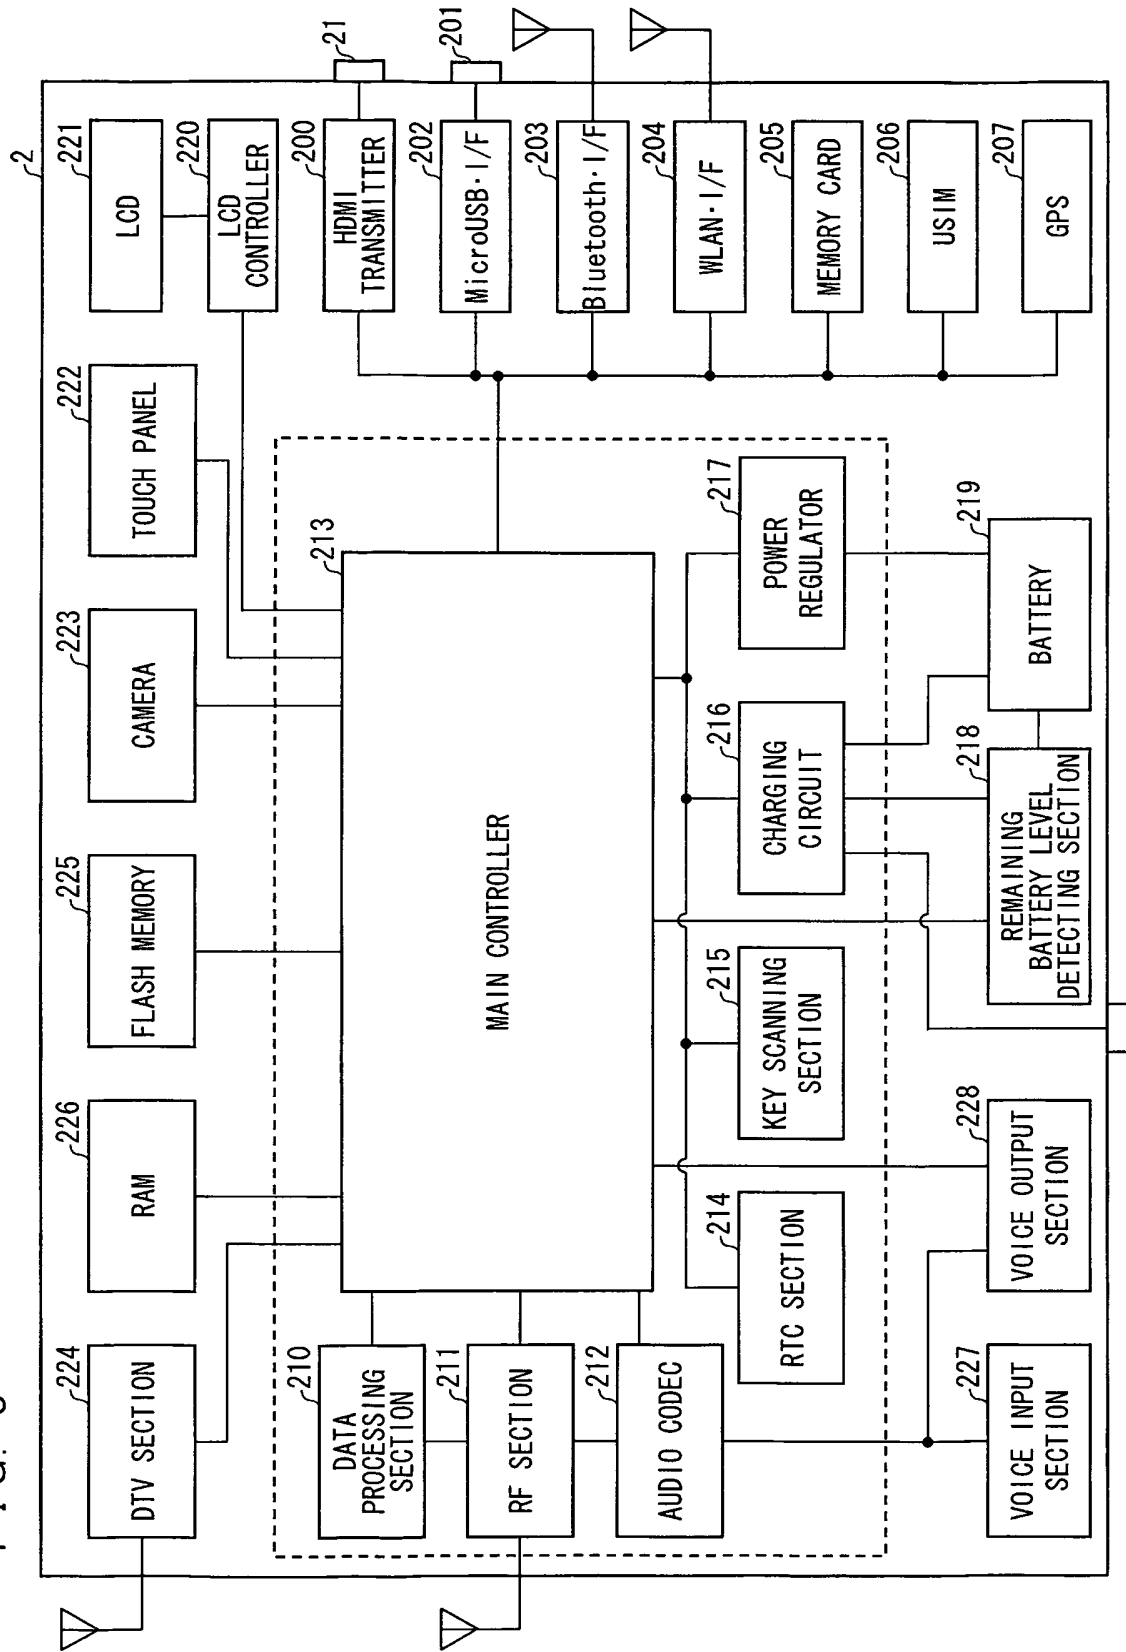 2
224
DTV SECTION
226
RAM
225
FLASH MEMORY
223
CAMERA
222
TOUCH PANEL
221
LCD
220
LCD
CONTROLLER
210
DATA
PROCESSING
SECTION
211
RF SECTION
212
AUDIO CODEC
213
MAIN CONTROLLER
200
HDMI
TRANSMITTER
21
202
MicroUSB·I/F
201
203
Bluetooth·I/F
204
WLAN·I/F
205
MEMORY CARD
206
USIM
207
GPS
214
RTC SECTION
215
KEY SCANNING
SECTION
216
CHARGING
CIRCUIT
217
POWER
REGULATOR
227
VOICE INPUT
SECTION
228
VOICE OUTPUT
SECTION
218
REMAINING
BATTERY LEVEL
DETECTING SECTION
219
BATTERY